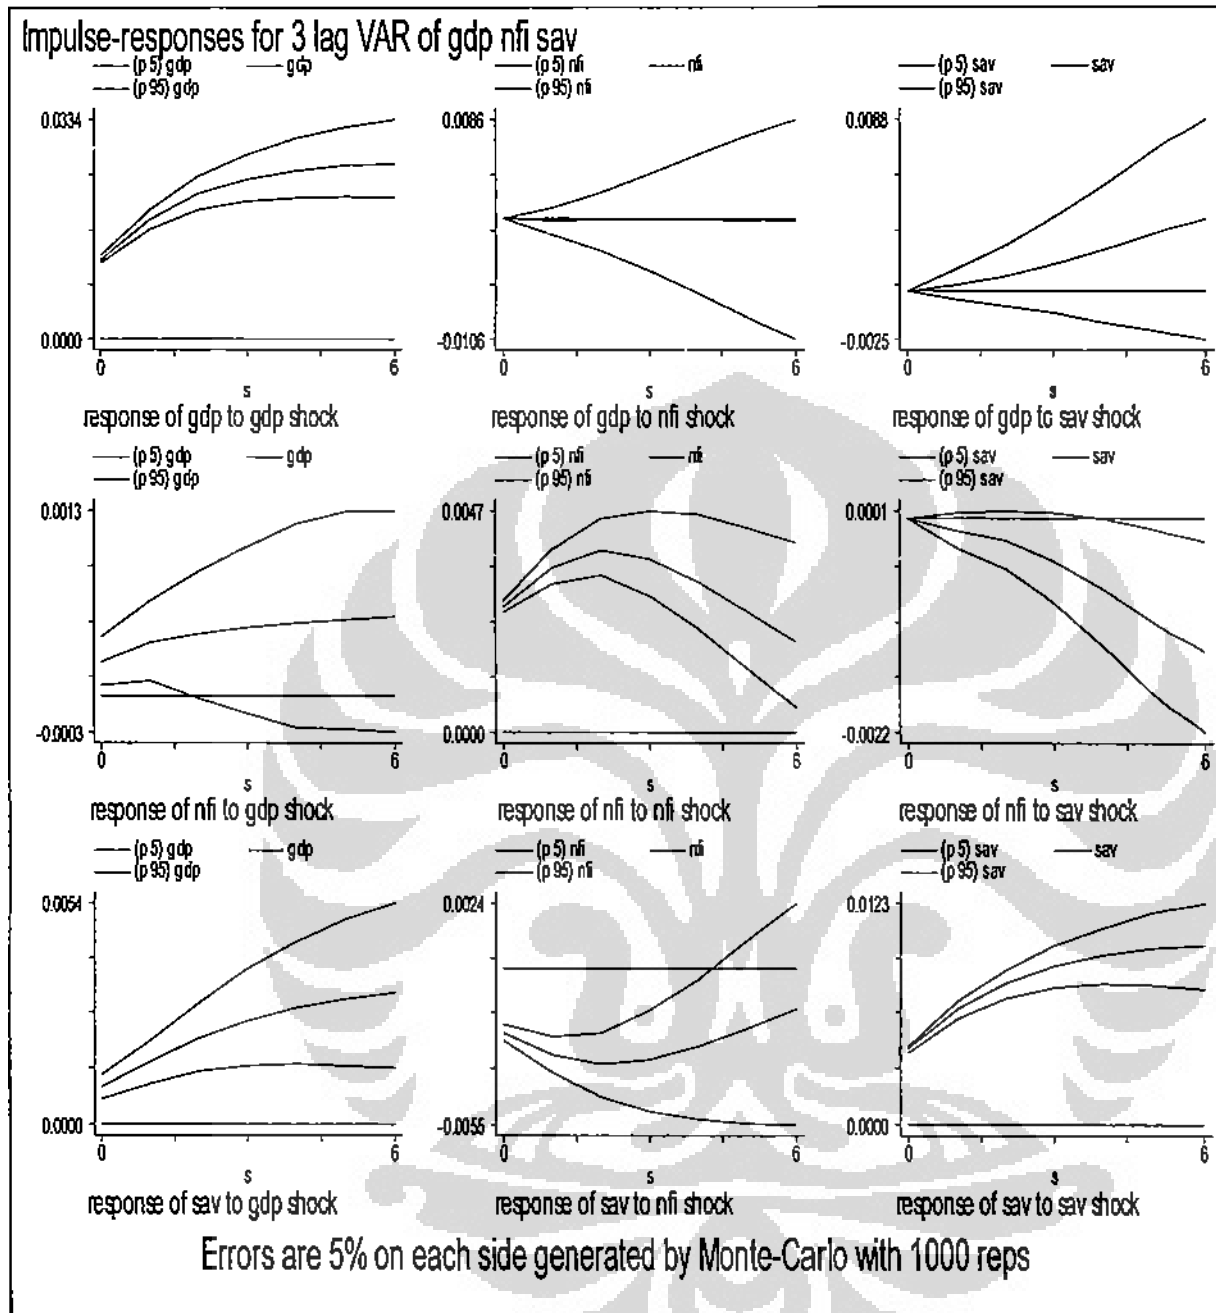 Impulse-responses for 3 lag VAR of gdp nfi sav
(p 5) gdp gdp
(p 95) gdp
(p 5) nfi nfi
(p 95) nfi
(p 5) sav sav
(p 95) sav
0.0334
0.0000
0 6
s
response of gdp to gdp shock
0.0086
-0.0106
0 6
s
response of gdp to nfi shock
0.0088
-0.0025
0 6
s
response of gdp to sav shock
(p 5) gdp gdp
(p 95) gdp
(p 5) nfi nfi
(p 95) nfi
(p 5) sav sav
(p 95) sav
0.0013
-0.0003
0 6
s
response of nfi to gdp shock
0.0047
0.0000
0 6
s
response of nfi to nfi shock
0.0001
-0.0022
0 6
s
response of nfi to sav shock
(p 5) gdp gdp
(p 95) gdp
(p 5) nfi nfi
(p 95) nfi
(p 5) sav sav
(p 95) sav
0.0054
0.0000
0 6
s
response of sav to gdp shock
0.0024
-0.0055
0 6
s
response of sav to nfi shock
0.0123
0.0000
0 6
s
response of sav to sav shock
Errors are 5% on each side generated by Monte-Carlo with 1000 reps